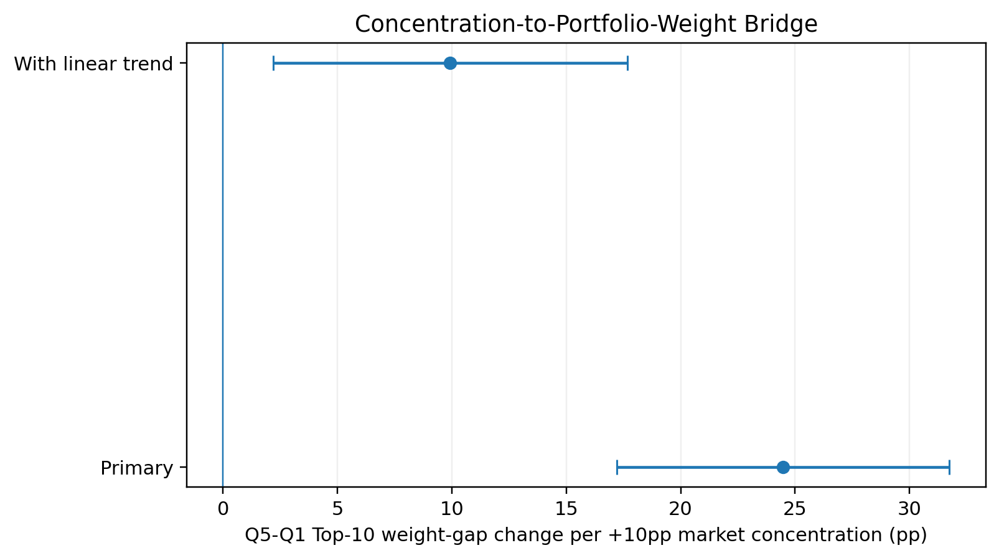 Concentration-to-Portfolio-Weight Bridge
With linear trend
Primary
0 5 10 15 20 25 30
Q5-Q1 Top-10 weight-gap change per +10pp market concentration (pp)